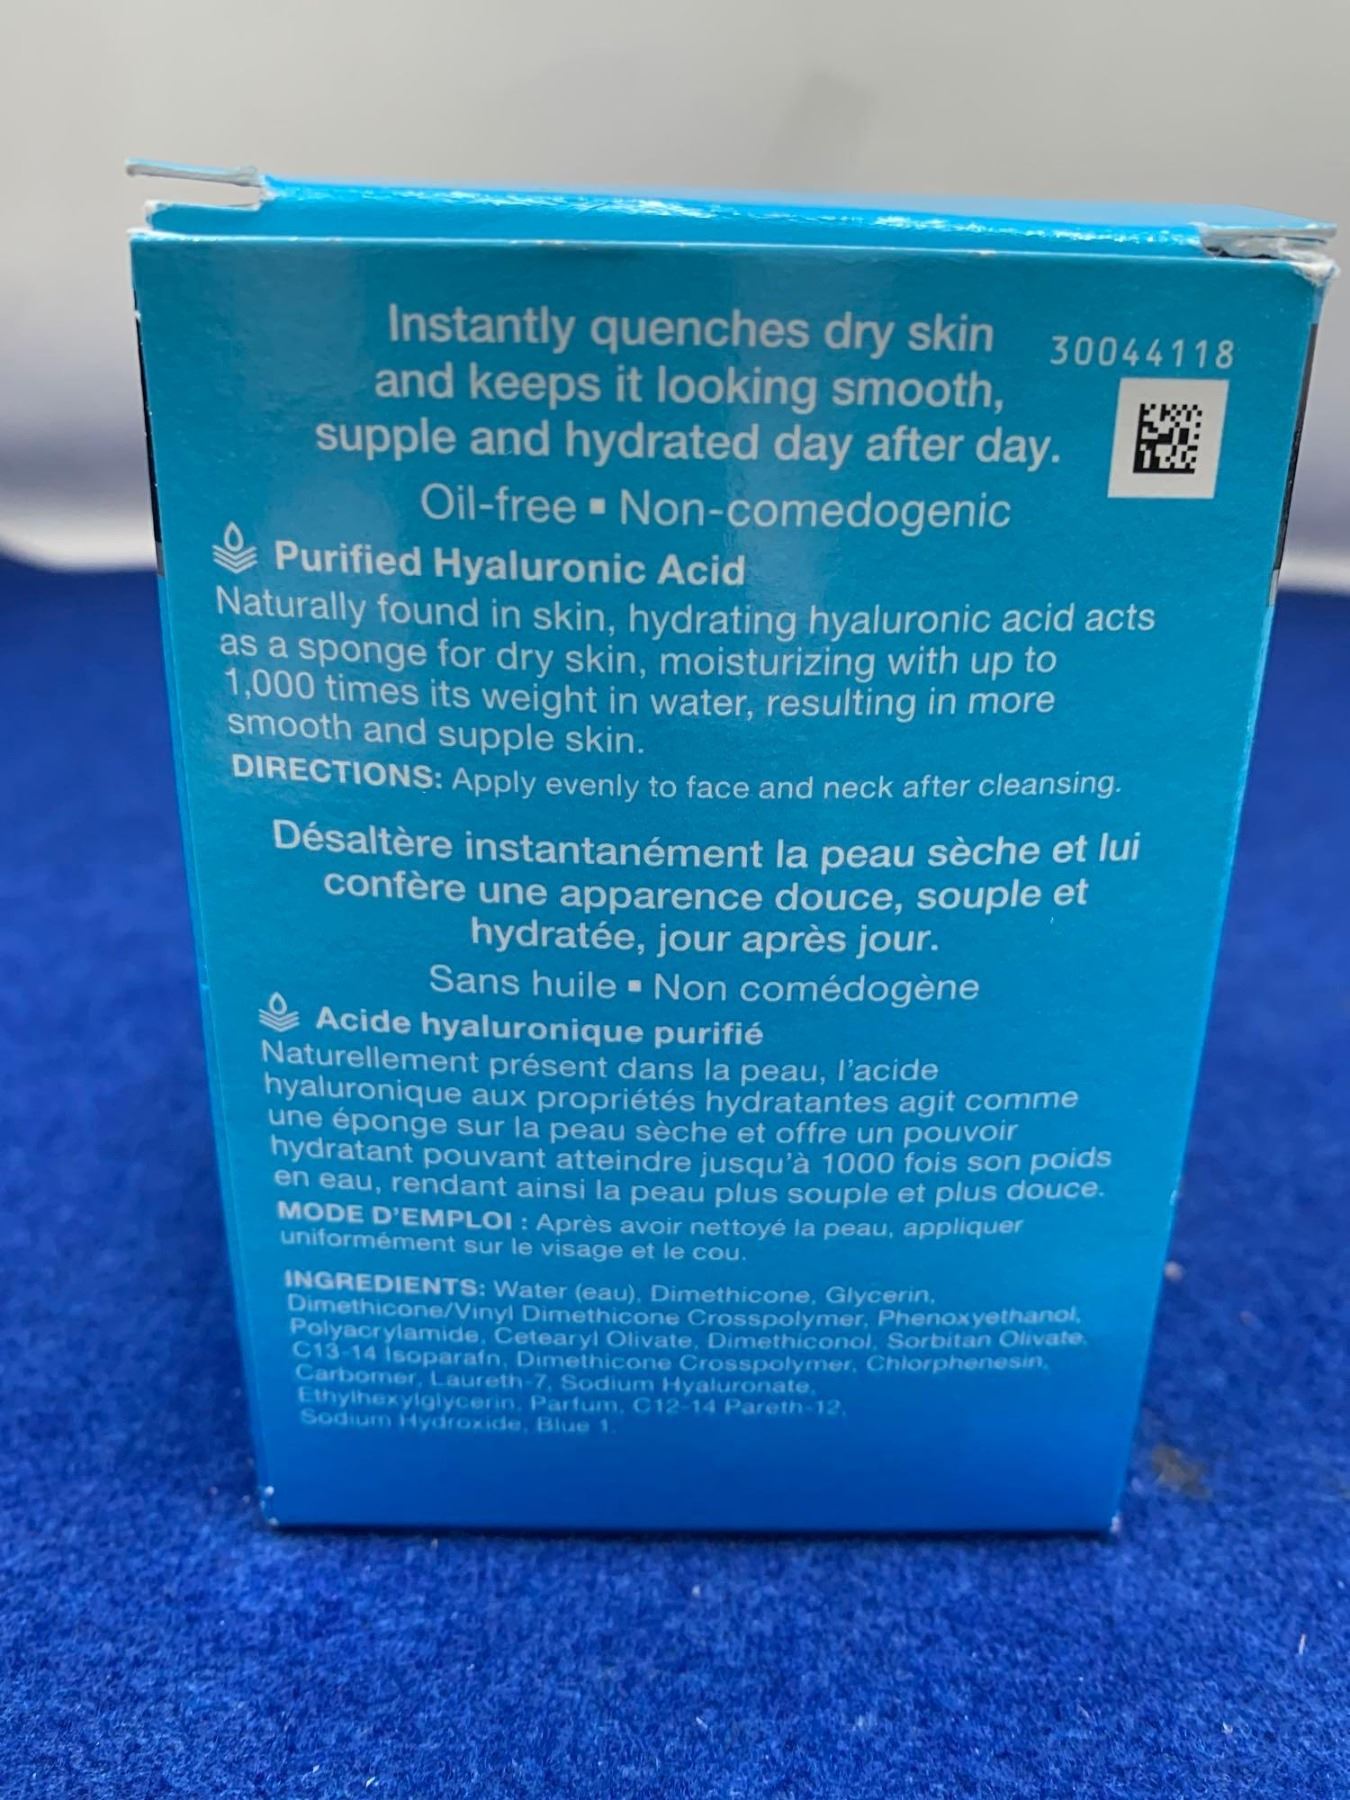 Instantly quenches dry skin
and keeps it looking smooth,
supple and hydrated day after day.
30044118
Oil-free ▪ Non-comedogenic
Purified Hyaluronic Acid
Naturally found in skin, hydrating hyaluronic acid acts
as a sponge for dry skin, moisturizing with up to
1,000 times its weight in water, resulting in more
smooth and supple skin.
DIRECTIONS: Apply evenly to face and neck after cleansing.
Désaltère instantanément la peau sèche et lui
confère une apparence douce, souple et
hydratée, jour après jour.
Sans huile ▪ Non comédogène
Acide hyaluronique purifié
Naturellement présent dans la peau, l'acide
hyaluronique aux propriétés hydratantes agit comme
une éponge sur la peau sèche et offre un pouvoir
hydratant pouvant atteindre jusqu'à 1000 fois son poids
en eau, rendant ainsi la peau plus souple et plus douce.
MODE D'EMPLOI : Après avoir nettoyé la peau, appliquer
uniformément sur le visage et le cou.
INGREDIENTS: Water (eau), Dimethicone, Glycerin,
Dimethicone/Vinyl Dimethicone Crosspolymer, Phenoxyethanol,
Polyacrylamide, Cetearyl Olivate, Dimethiconol, Sorbitan Olivate,
C13-14 Isoparafn, Dimethicone Crosspolymer, Chlorphenesin,
Carbomer, Laureth-7, Sodium Hyaluronate,
Ethylhexylglycerin, Parfum, C12-14 Pareth-12,
Sodium Hydroxide, Blue 1.